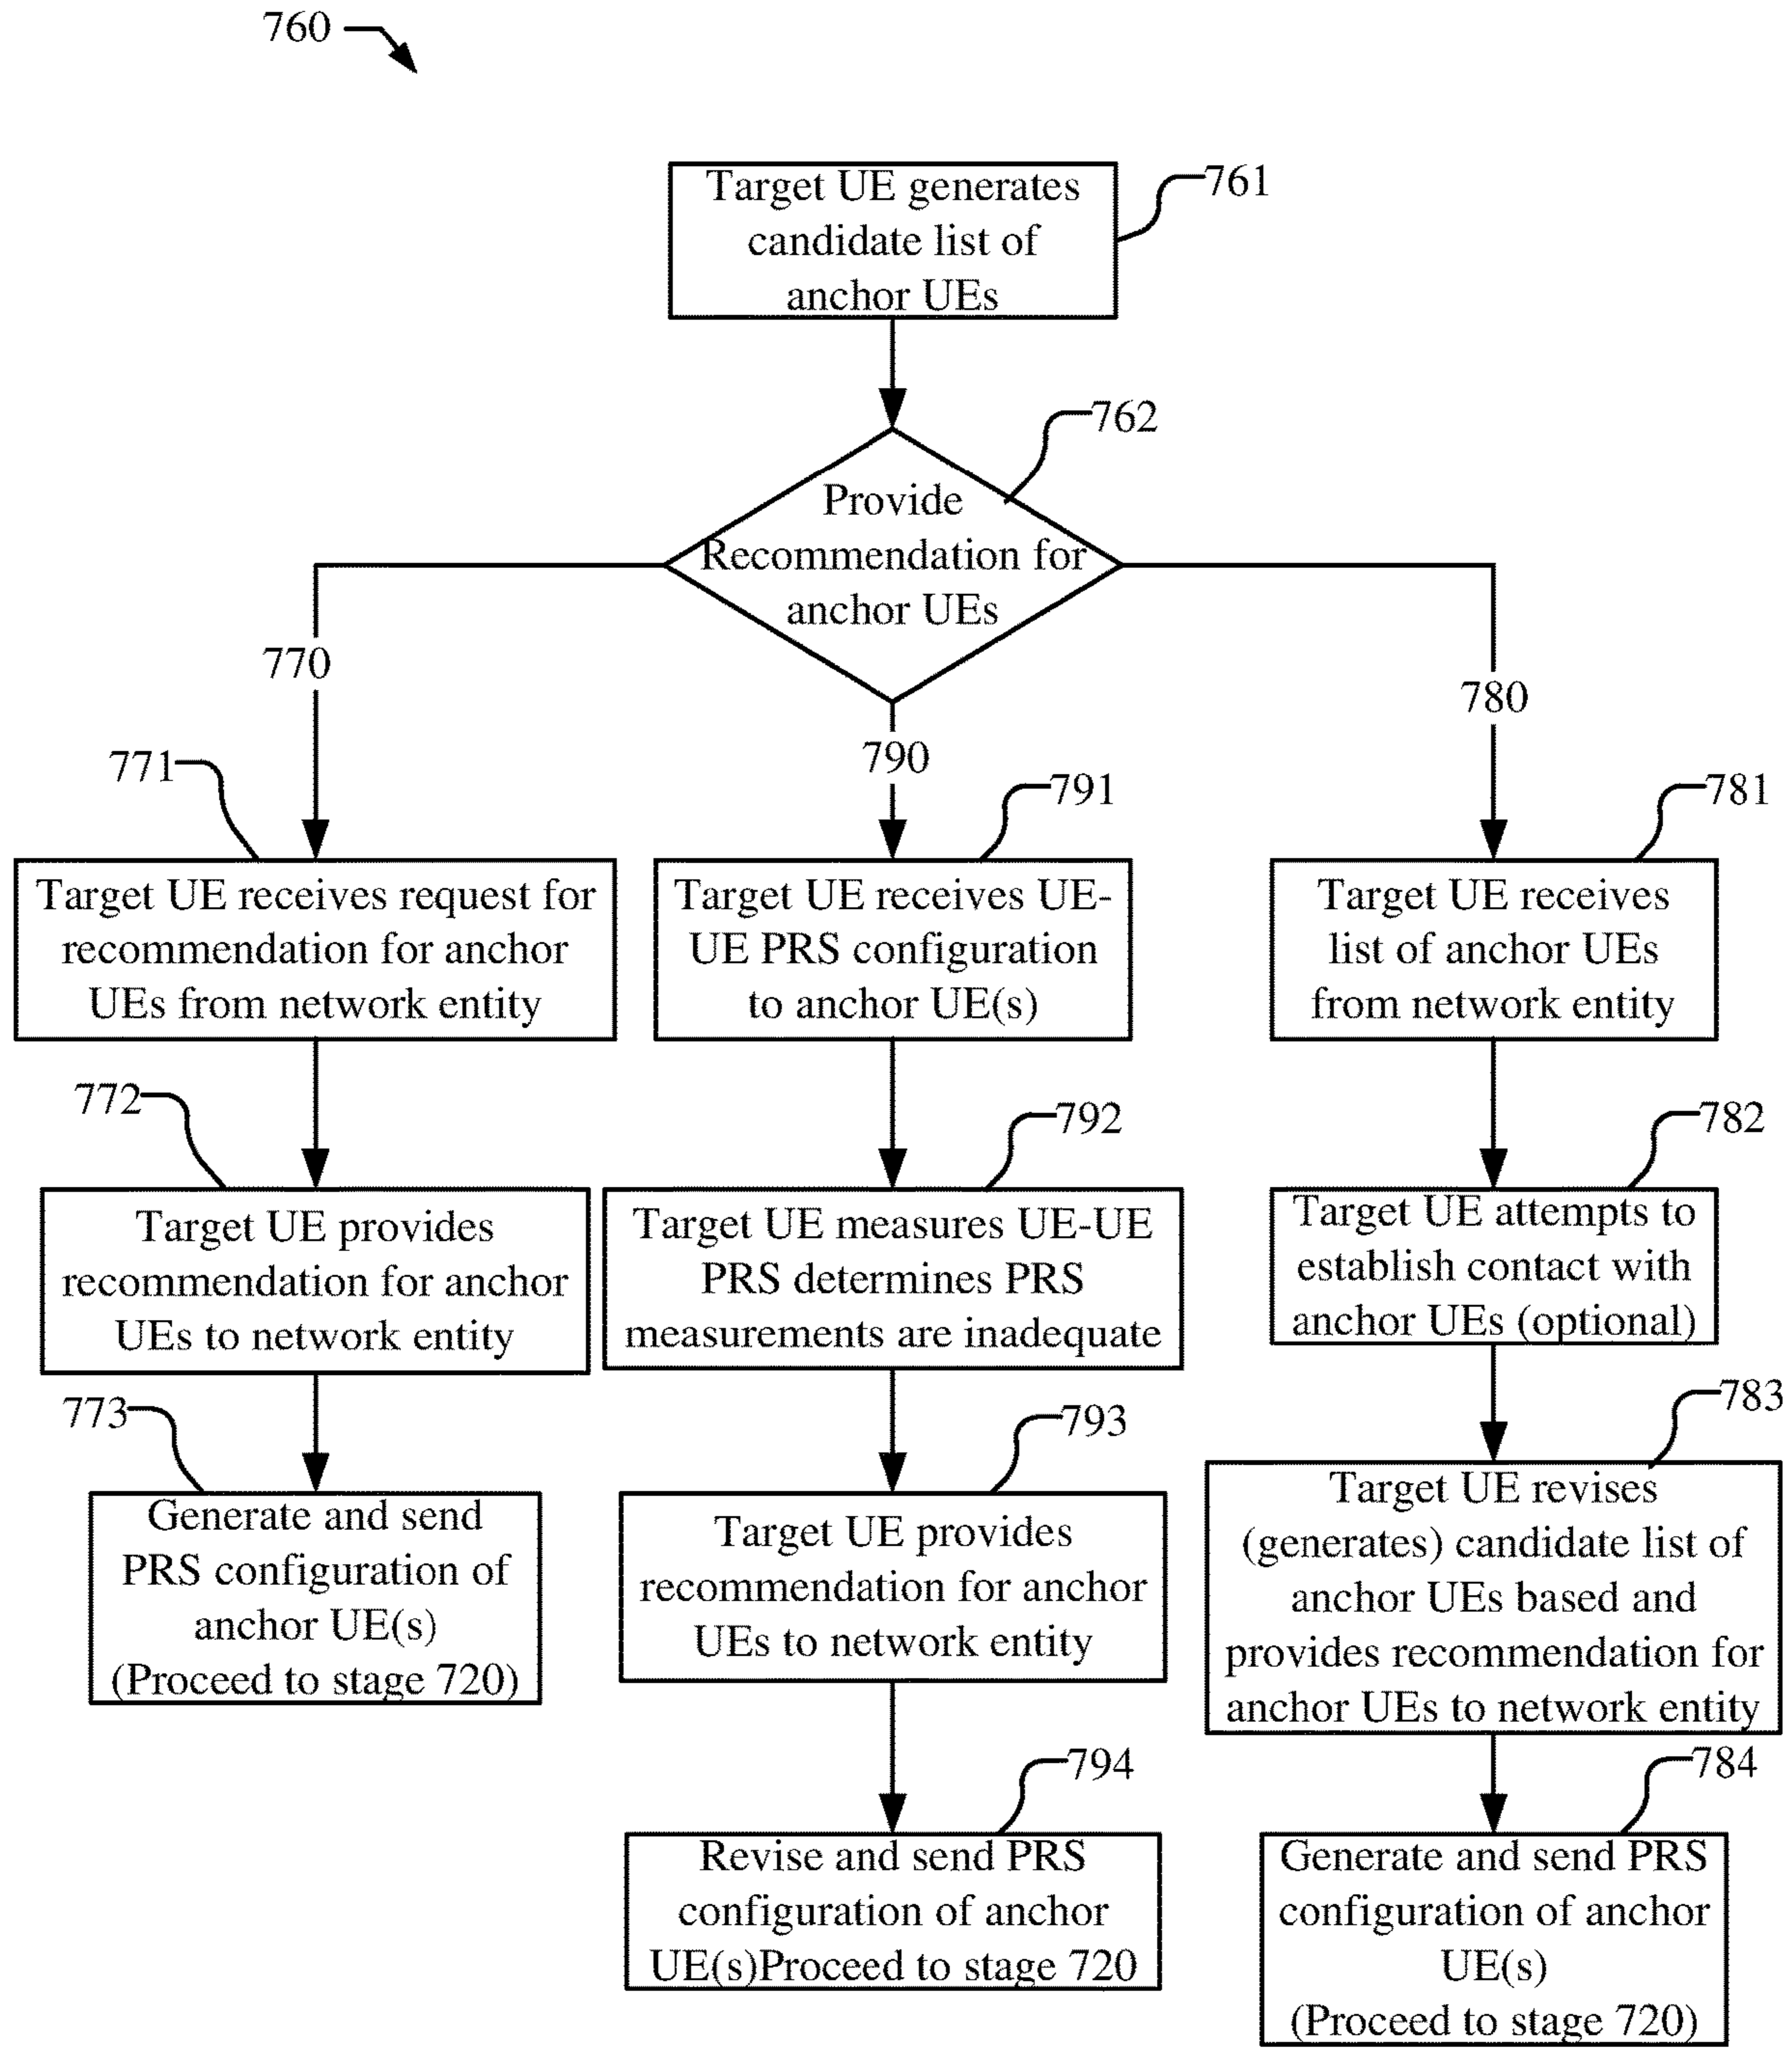 760
Target UE generates
candidate list of
anchor UEs
761
762
Provide
Recommendation for
anchor UEs
770
790
780
771
Target UE receives request for
recommendation for anchor
UEs from network entity
772
Target UE provides
recommendation for anchor
UEs to network entity
773
Generate and send
PRS configuration of
anchor UE(s)
(Proceed to stage 720)
791
Target UE receives UE-
UE PRS configuration
to anchor UE(s)
792
Target UE measures UE-UE
PRS determines PRS
measurements are inadequate
793
Target UE provides
recommendation for anchor
UEs to network entity
794
Revise and send PRS
configuration of anchor
UE(s)Proceed to stage 720
781
Target UE receives
list of anchor UEs
from network entity
782
Target UE attempts to
establish contact with
anchor UEs (optional)
783
Target UE revises
(generates) candidate list of
anchor UEs based and
provides recommendation for
anchor UEs to network entity
784
Generate and send PRS
configuration of anchor
UE(s)
(Proceed to stage 720)